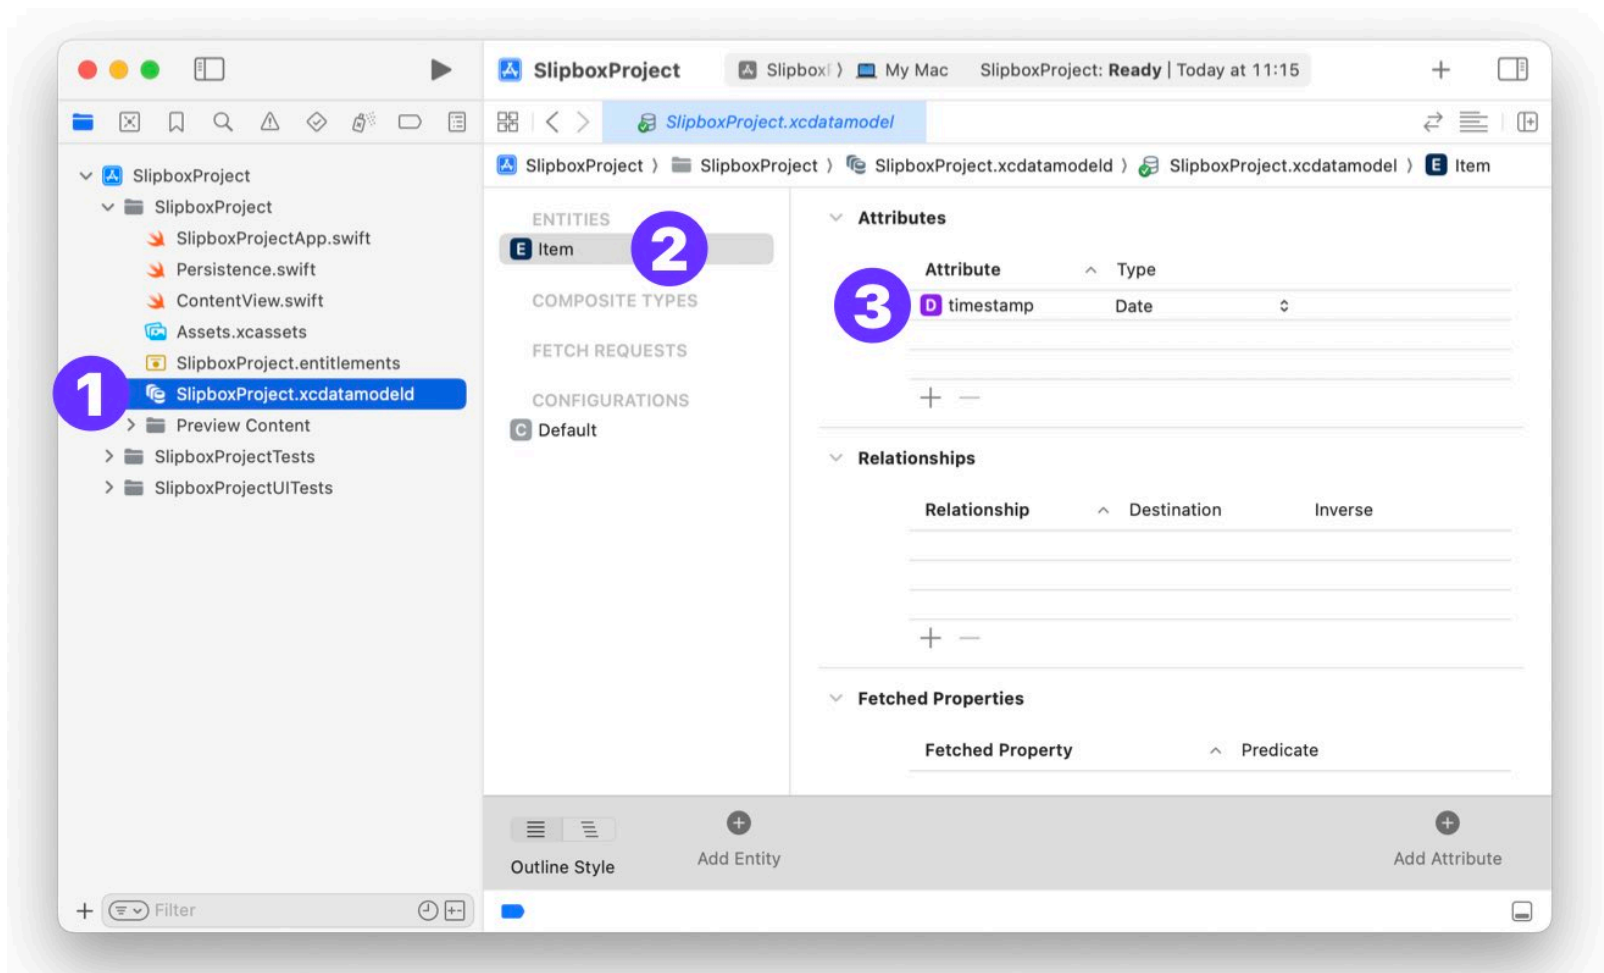 SlipboxProject
Slipbox
My Mac
SlipboxProject: Ready | Today at 11:15
SlipboxProject.xcdatamodel
SlipboxProject
SlipboxProject
SlipboxProject.xcdatamodeld
SlipboxProject.xcdatamodel
E Item
SlipboxProject
SlipboxProject
SlipboxProjectApp.swift
Persistence.swift
ContentView.swift
Assets.xcassets
SlipboxProject.entitlements
1
SlipboxProject.xcdatamodeld
Preview Content
SlipboxProjectTests
SlipboxProjectUITests
Filter
ENTITIES
E Item
2
COMPOSITE TYPES
FETCH REQUESTS
CONFIGURATIONS
C Default
Attributes
Attribute Type
3
D timestamp Date
Relationships
Relationship Destination Inverse
Fetched Properties
Fetched Property Predicate
Outline Style
Add Entity
Add Attribute